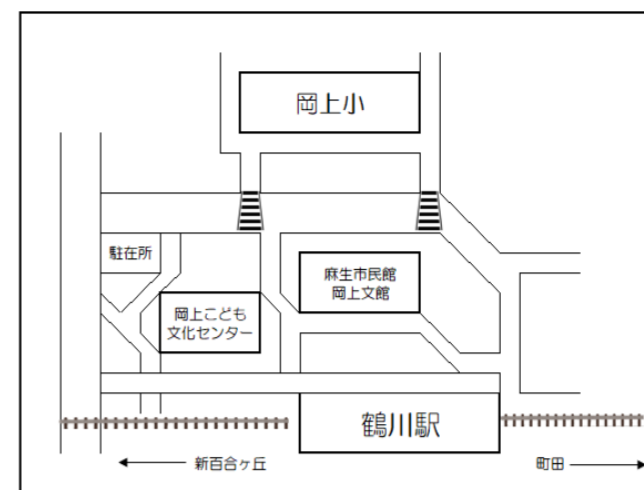 岡上小
駐在所
麻生市民館
岡上文館
岡上こども
文化センター
鶴川駅
新百合ヶ丘
町田